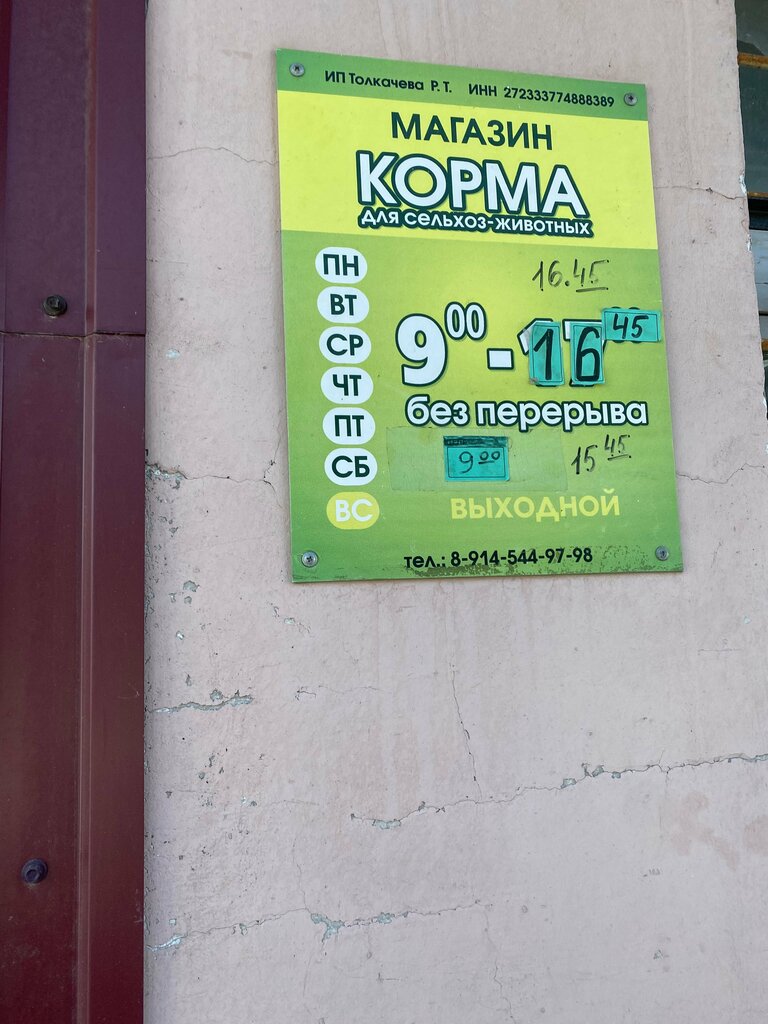 ИП Толкачева Р. Т. ИНН 272333774888389
МАГАЗИН
КОРМА
для сельхоз-животных
ПН
16.45
ВТ
СР
9⁰⁰-16⁴⁵
ЧТ
ПТ
без перерыва
СБ
9⁰⁰ 15⁴⁵
ВС
ВЫХОДНОЙ
тел.: 8-914-544-97-98